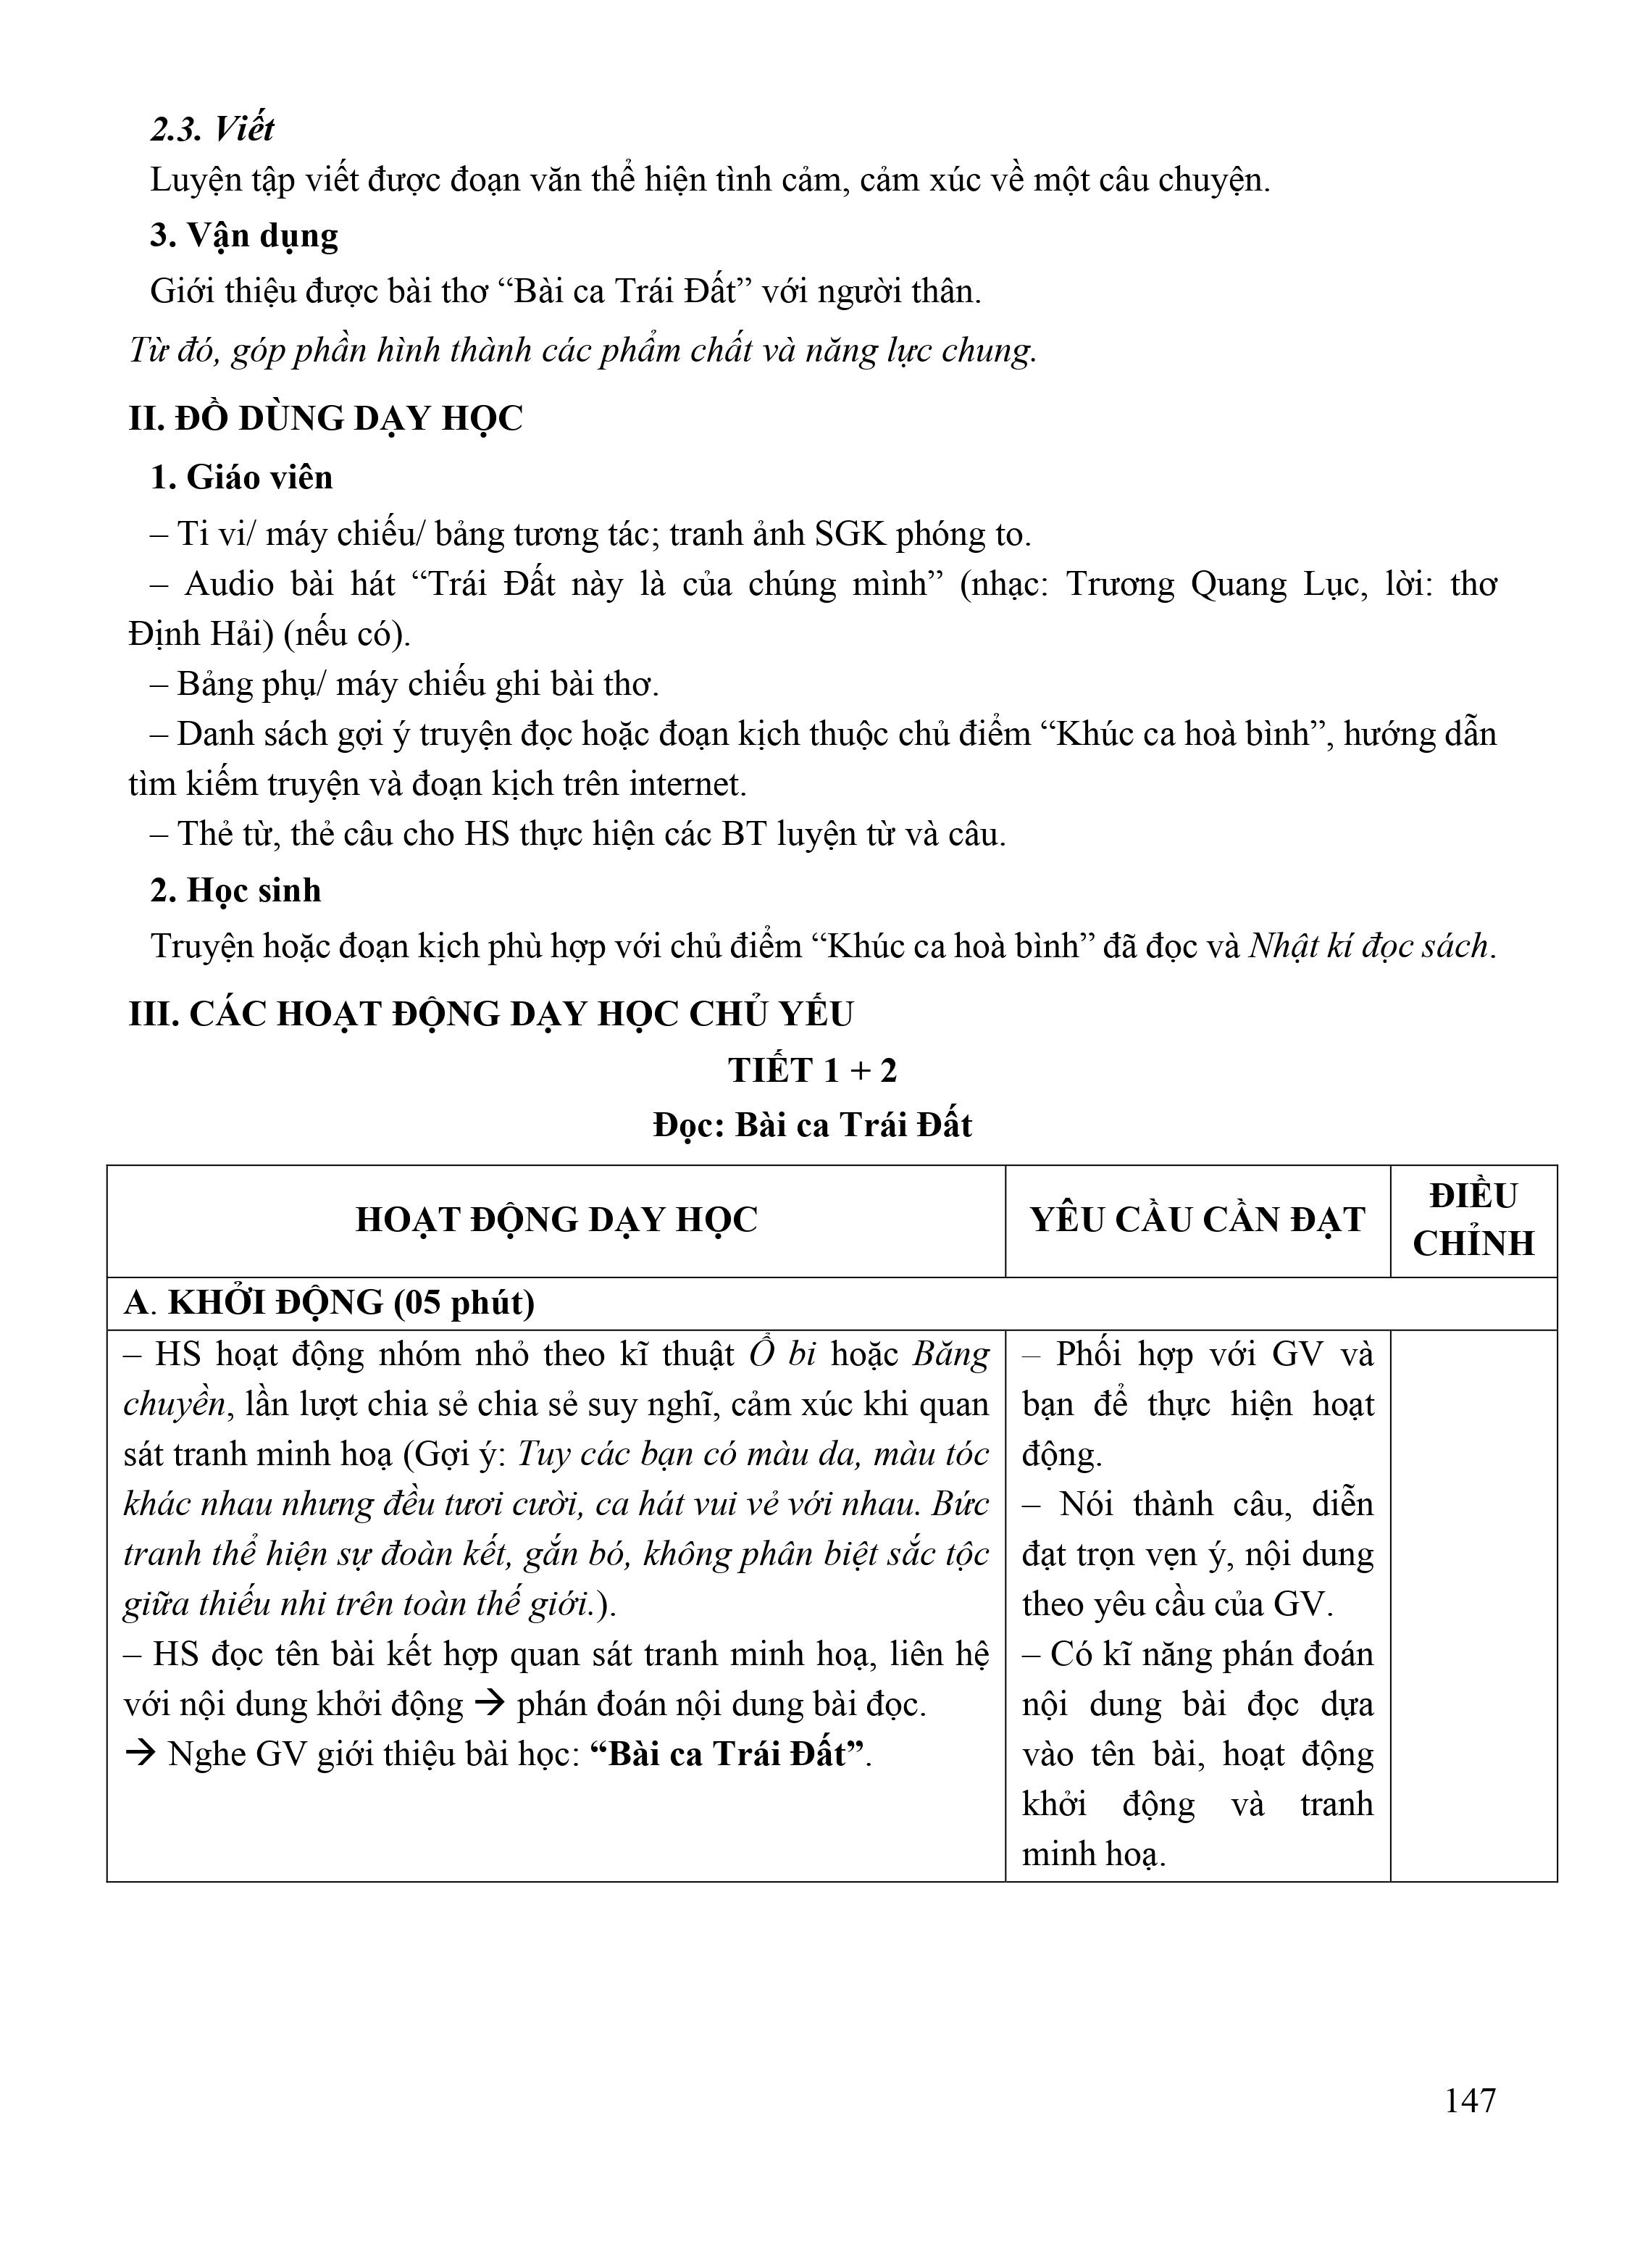 2.3. Viết
Luyện tập viết được đoạn văn thể hiện tình cảm, cảm xúc về một câu chuyện.
3. Vận dụng
Giới thiệu được bài thơ “Bài ca Trái Đất” với người thân.
Từ đó, góp phần hình thành các phẩm chất và năng lực chung.
II. ĐỒ DÙNG DẠY HỌC
1. Giáo viên
– Ti vi/ máy chiếu/ bảng tương tác; tranh ảnh SGK phóng to.
– Audio bài hát “Trái Đất này là của chúng mình” (nhạc: Trương Quang Lục, lời: thơ
Định Hải) (nếu có).
– Bảng phụ/ máy chiếu ghi bài thơ.
– Danh sách gợi ý truyện đọc hoặc đoạn kịch thuộc chủ điểm “Khúc ca hoà bình”, hướng dẫn
tìm kiếm truyện và đoạn kịch trên internet.
– Thẻ từ, thẻ câu cho HS thực hiện các BT luyện từ và câu.
2. Học sinh
Truyện hoặc đoạn kịch phù hợp với chủ điểm “Khúc ca hoà bình” đã đọc và Nhật kí đọc sách.
III. CÁC HOẠT ĐỘNG DẠY HỌC CHỦ YẾU
TIẾT 1 + 2
Đọc: Bài ca Trái Đất
HOẠT ĐỘNG DẠY HỌC
YÊU CẦU CẦN ĐẠT
ĐIỀU
CHỈNH
A. KHỞI ĐỘNG (05 phút)
– HS hoạt động nhóm nhỏ theo kĩ thuật Ổ bi hoặc Băng
chuyền, lần lượt chia sẻ chia sẻ suy nghĩ, cảm xúc khi quan
sát tranh minh hoạ (Gợi ý: Tuy các bạn có màu da, màu tóc
khác nhau nhưng đều tươi cười, ca hát vui vẻ với nhau. Bức
tranh thể hiện sự đoàn kết, gắn bó, không phân biệt sắc tộc
giữa thiếu nhi trên toàn thế giới.).
– HS đọc tên bài kết hợp quan sát tranh minh hoạ, liên hệ
với nội dung khởi động → phán đoán nội dung bài đọc.
→ Nghe GV giới thiệu bài học: “Bài ca Trái Đất”.
– Phối hợp với GV và
bạn để thực hiện hoạt
động.
– Nói thành câu, diễn
đạt trọn vẹn ý, nội dung
theo yêu cầu của GV.
– Có kĩ năng phán đoán
nội dung bài đọc dựa
vào tên bài, hoạt động
khởi động và tranh
minh hoạ.
147